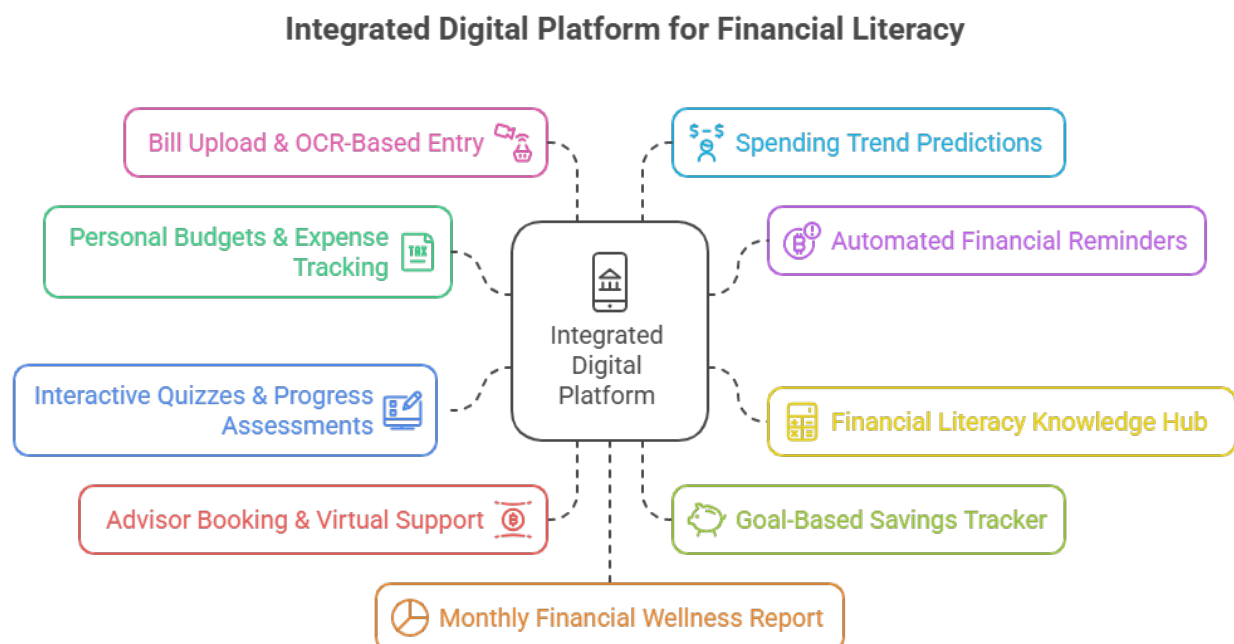 Integrated Digital Platform for Financial Literacy
Bill Upload & OCR-Based Entry
$-$
Spending Trend Predictions
Personal Budgets & Expense
Tracking
TAX
Automated Financial Reminders
Integrated
Digital
Platform
Interactive Quizzes & Progress
Assessments
Financial Literacy Knowledge Hub
Advisor Booking & Virtual Support
Goal-Based Savings Tracker
Monthly Financial Wellness Report